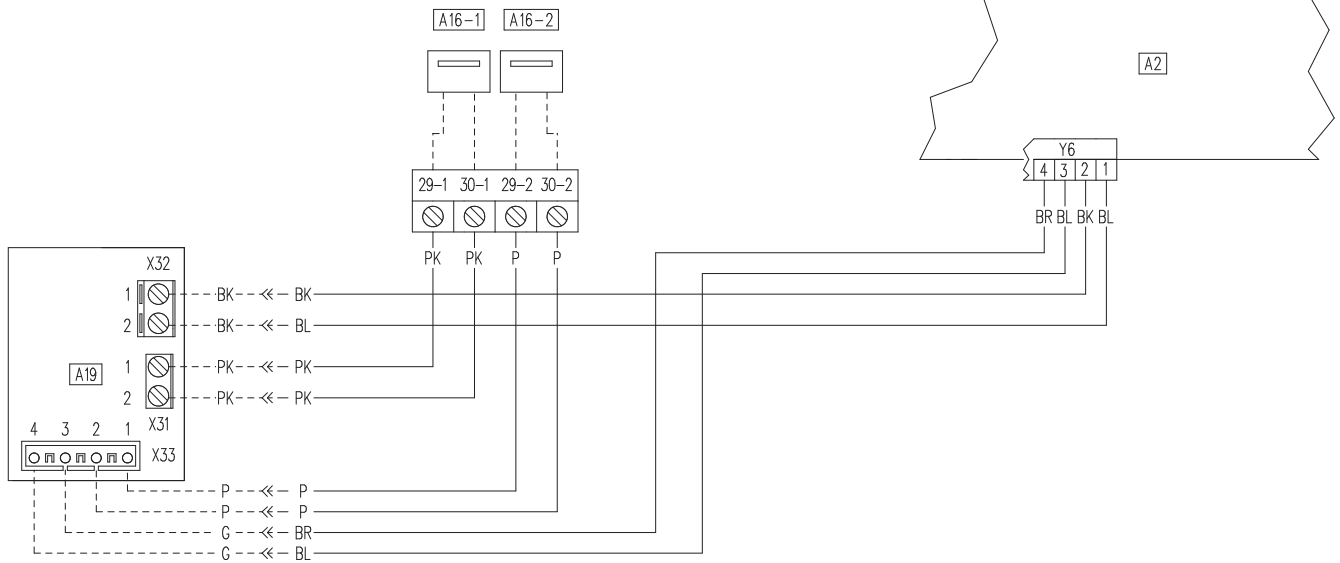 A16-1 A16-2
A2
Y6
4 3 2 1
BR BL BK BL
29-1 30-1 29-2 30-2
PK PK P P
X32
1 BK BK
2 BK BL
A19
1 PK PK
2 PK PK
X31
4 3 2 1
X33
P P
P P
G BR
G BL